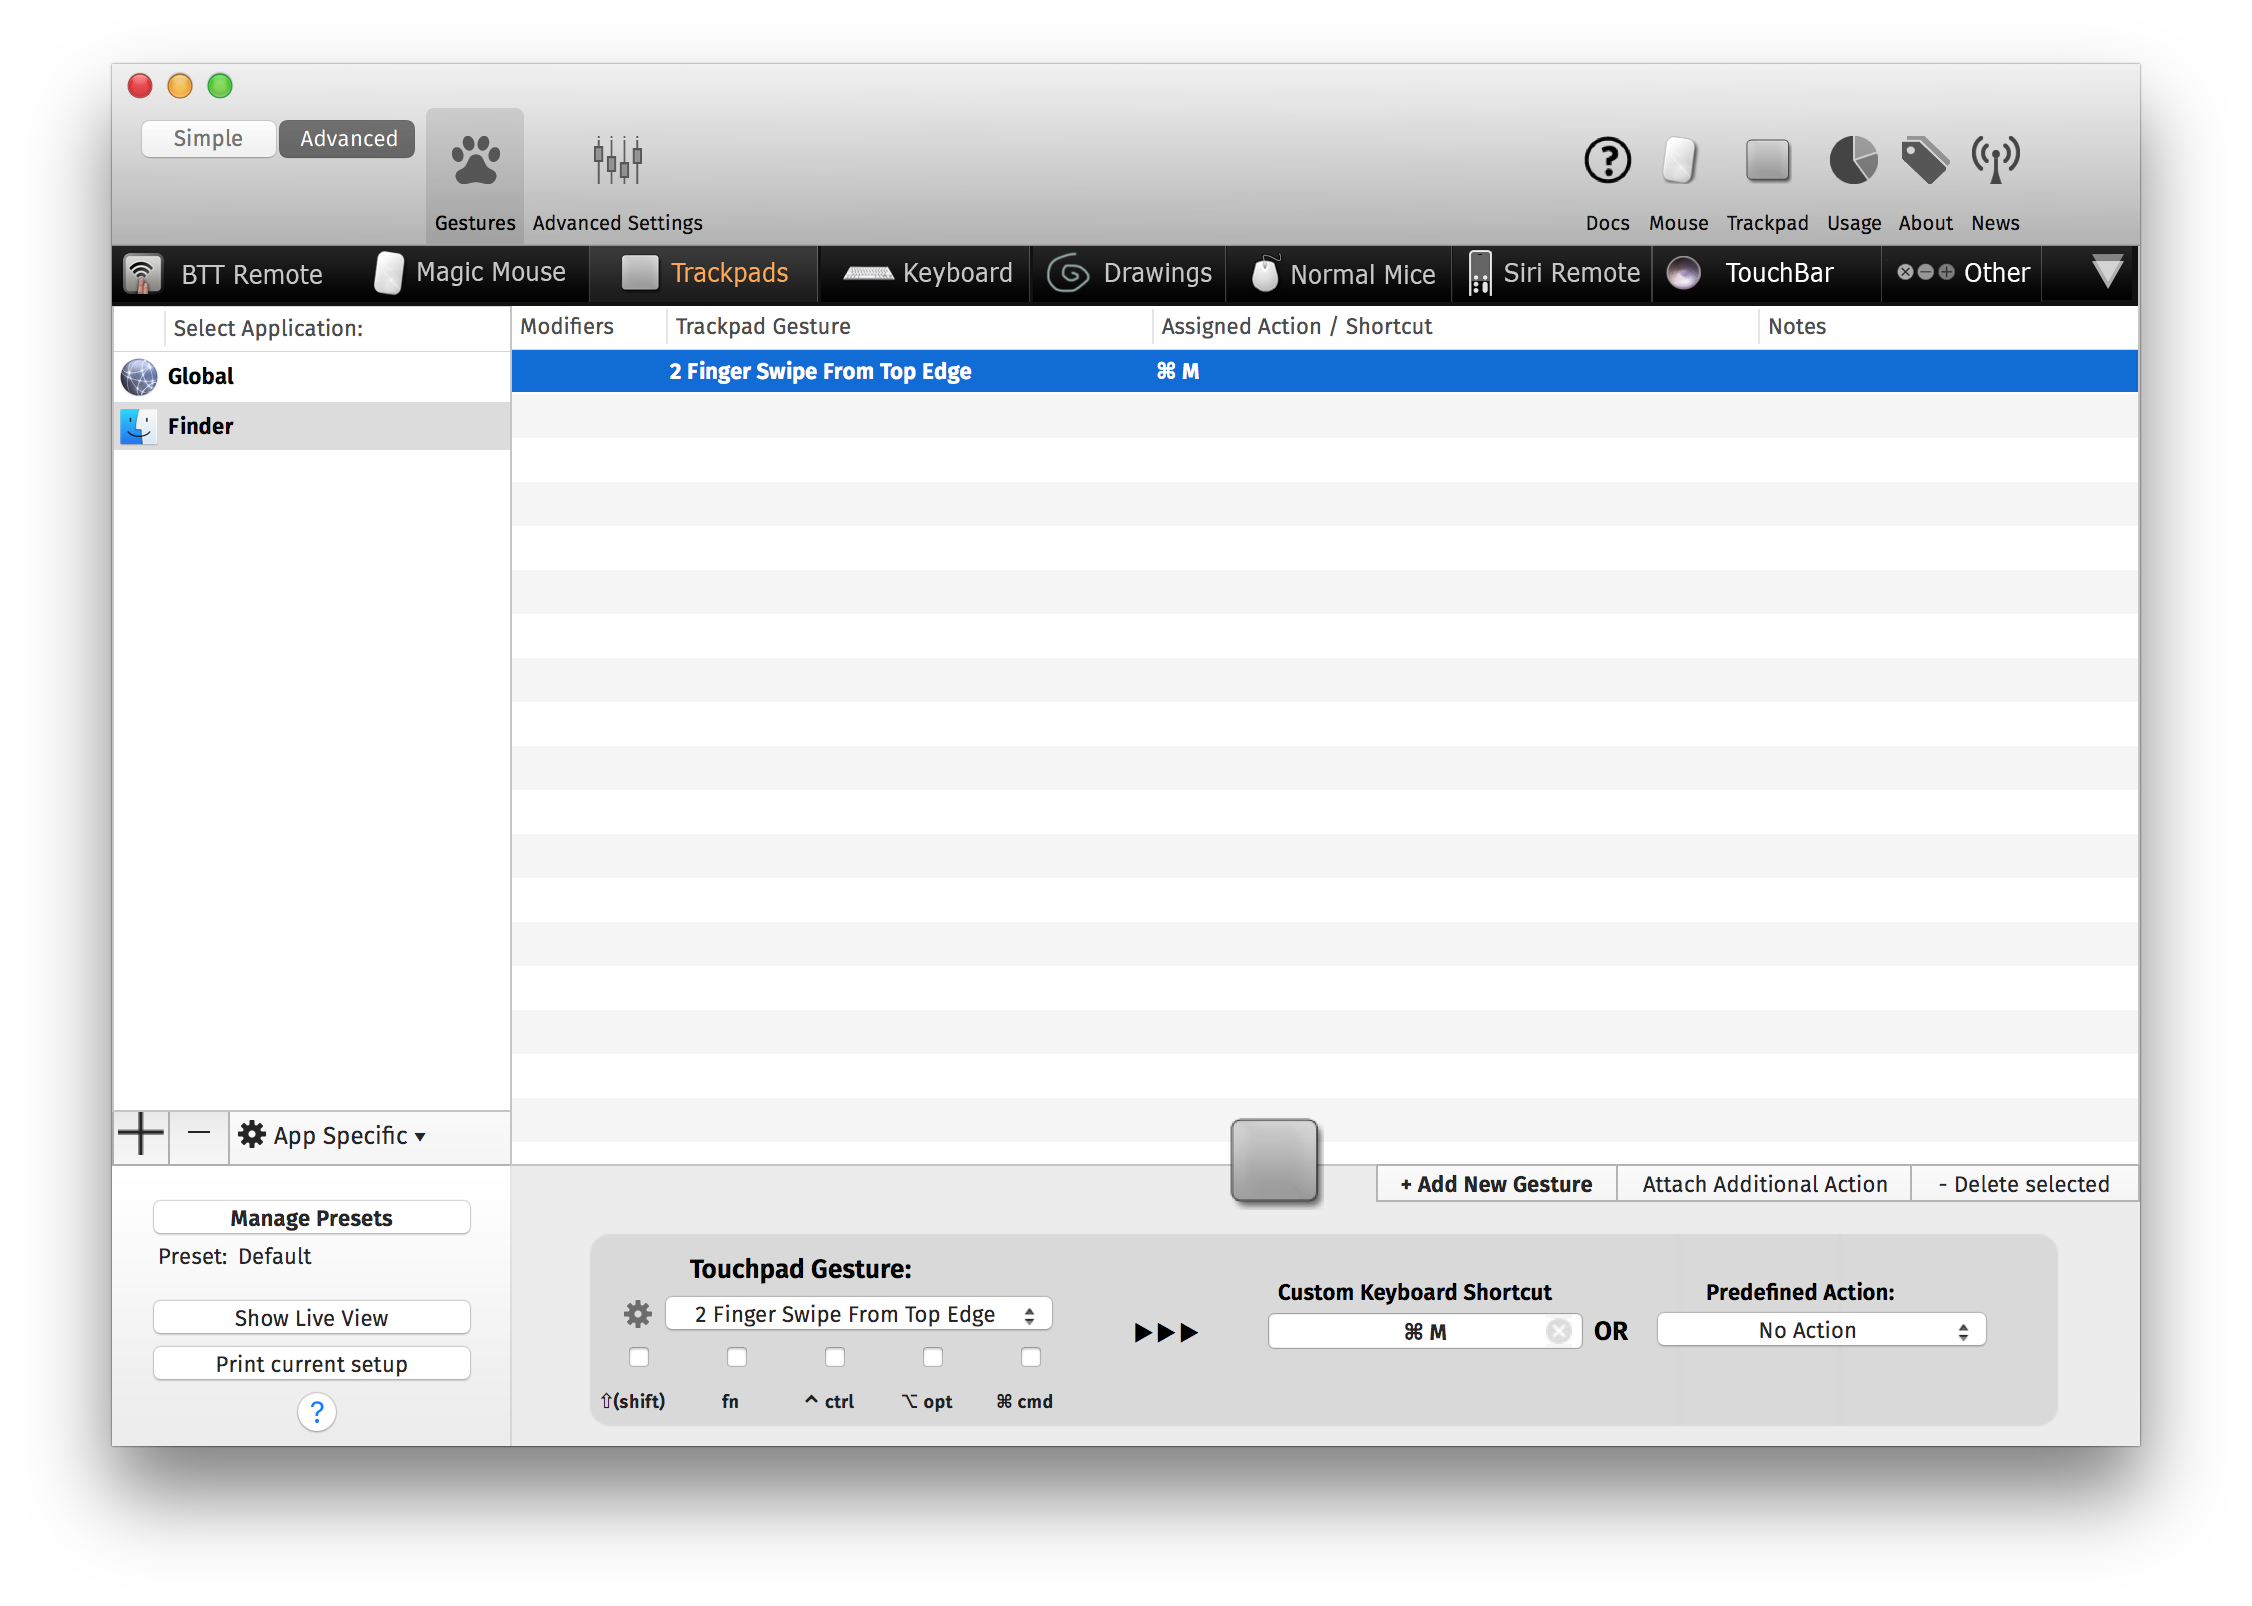 Simple Advanced
Gestures Advanced Settings Docs Mouse Trackpad Usage About News
BTT Remote Magic Mouse Trackpads Keyboard Drawings Normal Mice Siri Remote TouchBar Other
Select Application: Modifiers Trackpad Gesture Assigned Action / Shortcut Notes
Global 2 Finger Swipe From Top Edge ⌘ M
Finder
App Specific ▾
+ Add New Gesture Attach Additional Action - Delete selected
Manage Presets
Preset: Default
Show Live View
Print current setup
?
Touchpad Gesture:
2 Finger Swipe From Top Edge
⇧(shift) fn ^ ctrl ⌥ opt ⌘ cmd
▶▶▶
Custom Keyboard Shortcut
⌘ M
OR
Predefined Action:
No Action